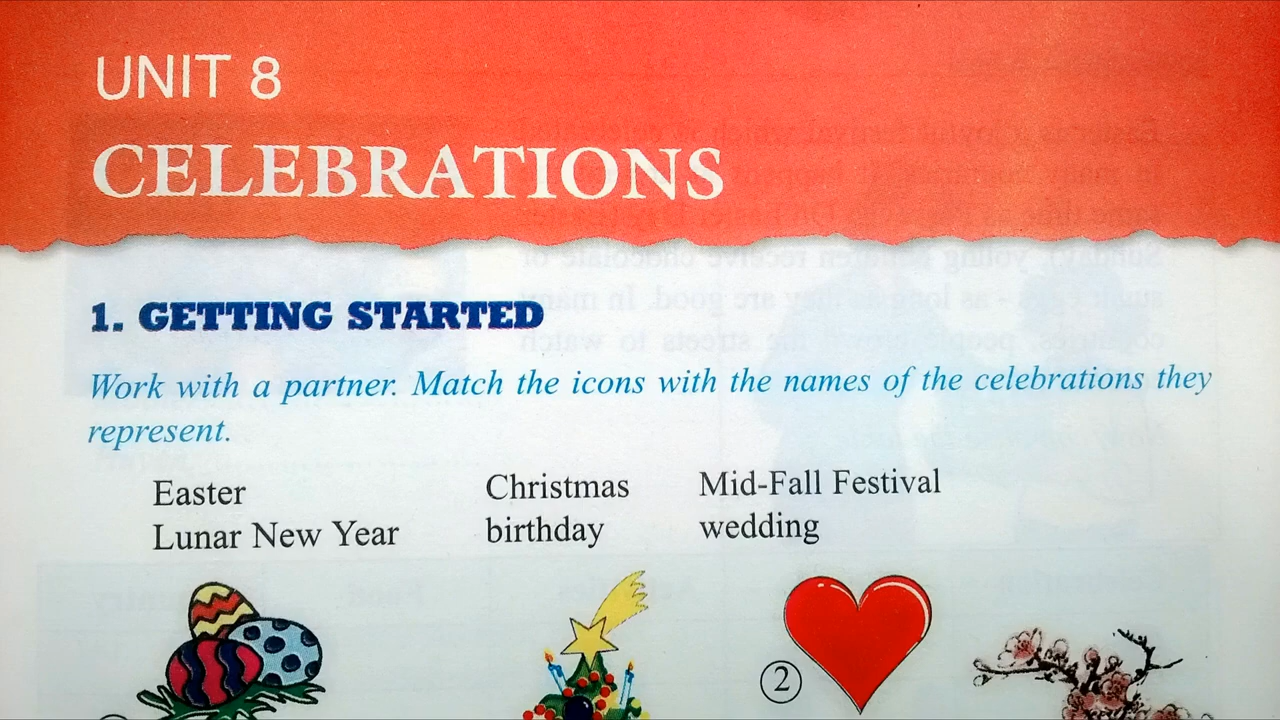 UNIT 8
CELEBRATIONS
1. GETTING STARTED
Work with a partner. Match the icons with the names of the celebrations they
represent.
Easter Christmas Mid-Fall Festival
Lunar New Year birthday wedding
2